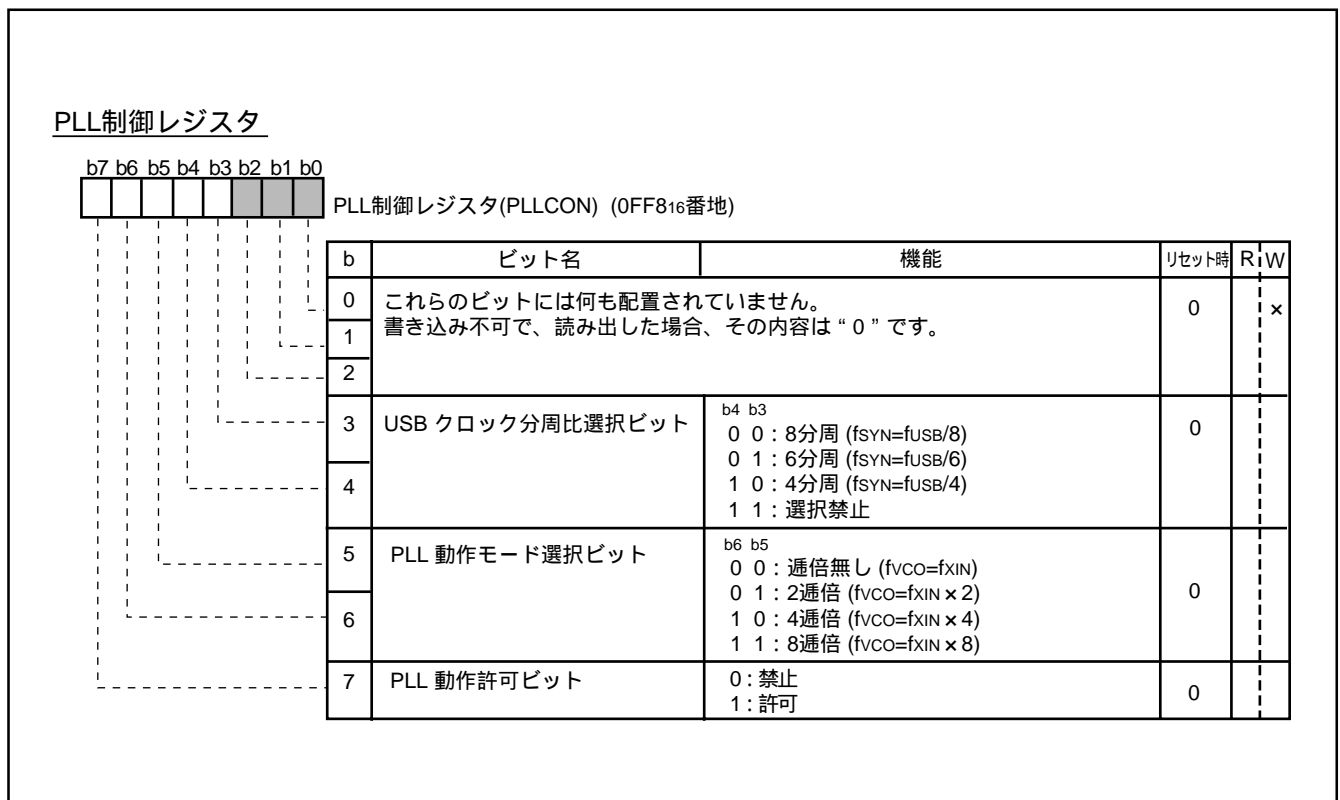 PLL制御レジスタ
b7 b6 b5 b4 b3 b2 b1 b0
PLL制御レジスタ(PLLCON) (0FF816番地)
b ビット名 機能 リセット時 R W
0 これらのビットには何も配置されていません。 0 ×
1 書き込み不可で、読み出した場合、その内容は“0”です。
2
3 USB クロック分周比選択ビット 0
4
b4 b3
0 0 : 8分周 (fSYN=fUSB/8)
0 1 : 6分周 (fSYN=fUSB/6)
1 0 : 4分周 (fSYN=fUSB/4)
1 1 : 選択禁止
5 PLL 動作モード選択ビット 0
6
b6 b5
0 0 : 逓倍無し (fVCO=fXIN)
0 1 : 2逓倍 (fVCO=fXIN×2)
1 0 : 4逓倍 (fVCO=fXIN×4)
1 1 : 8逓倍 (fVCO=fXIN×8)
7 PLL 動作許可ビット 0
0 : 禁止
1 : 許可